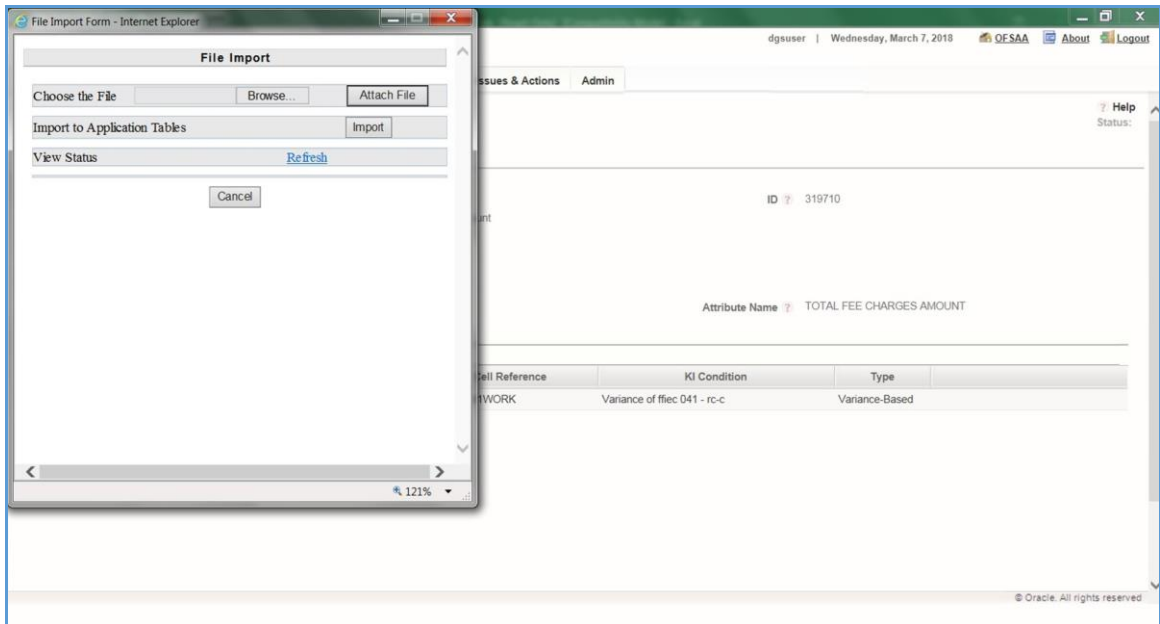 File Import Form - Internet Explorer
File Import
Choose the File Browse... Attach File
Import to Application Tables Import
View Status Refresh
Cancel
121%
dgsuser | Wednesday, March 7, 2018 OFSAA About Logout
ssues & Actions Admin
? Help
Status:
ID ? 319710
unt
Attribute Name ? TOTAL FEE CHARGES AMOUNT
Cell Reference KI Condition Type
1WORK Variance of ffiec 041 - rc-c Variance-Based
© Oracle. All rights reserved